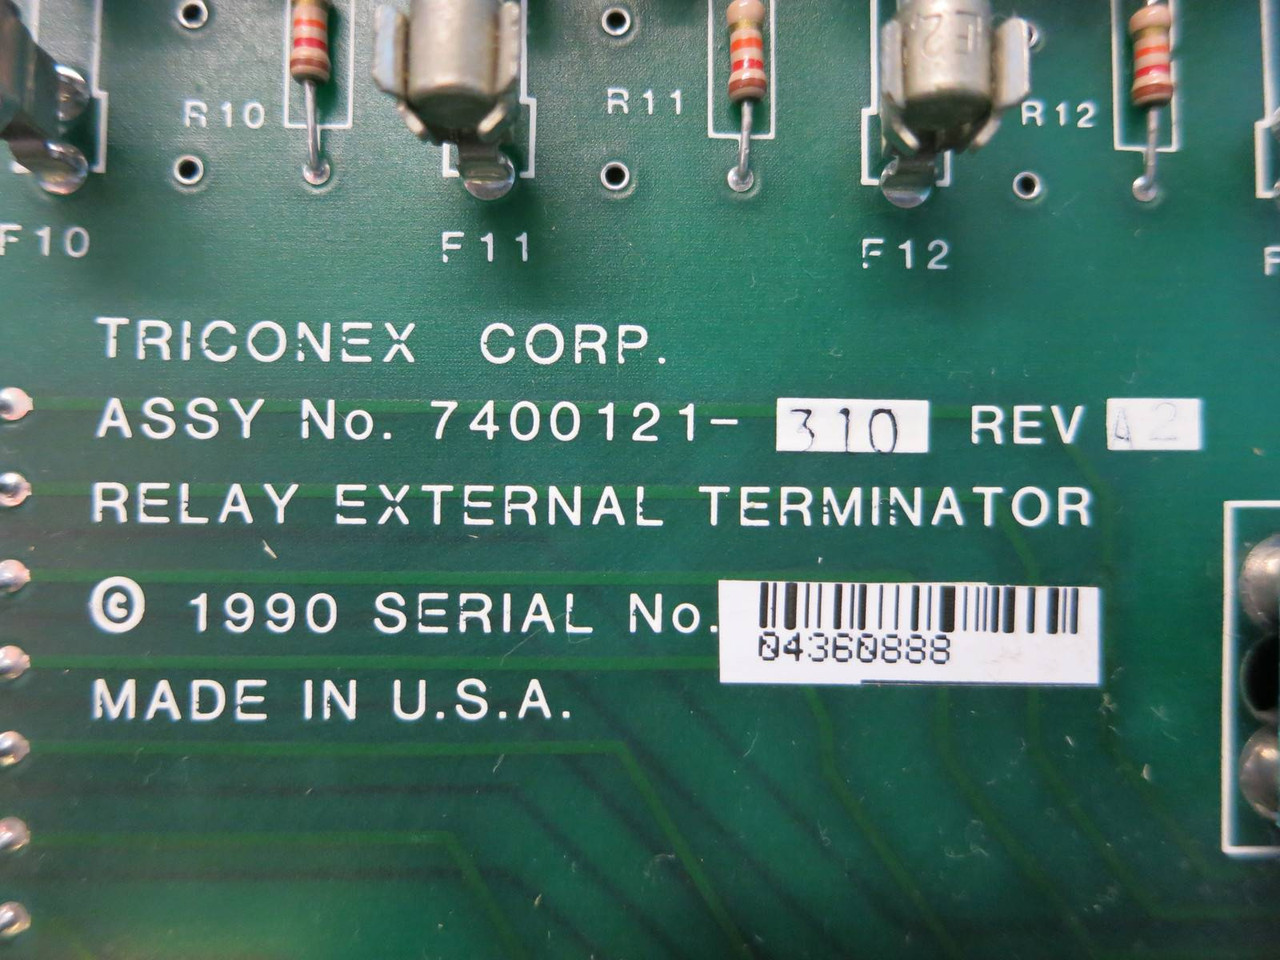 R10 R11 R12
F10 F11 F12
TRICONEX CORP.
ASSY No. 7400121- 310 REV A2
RELAY EXTERNAL TERMINATOR
© 1990 SERIAL No. 04360888
MADE IN U.S.A.